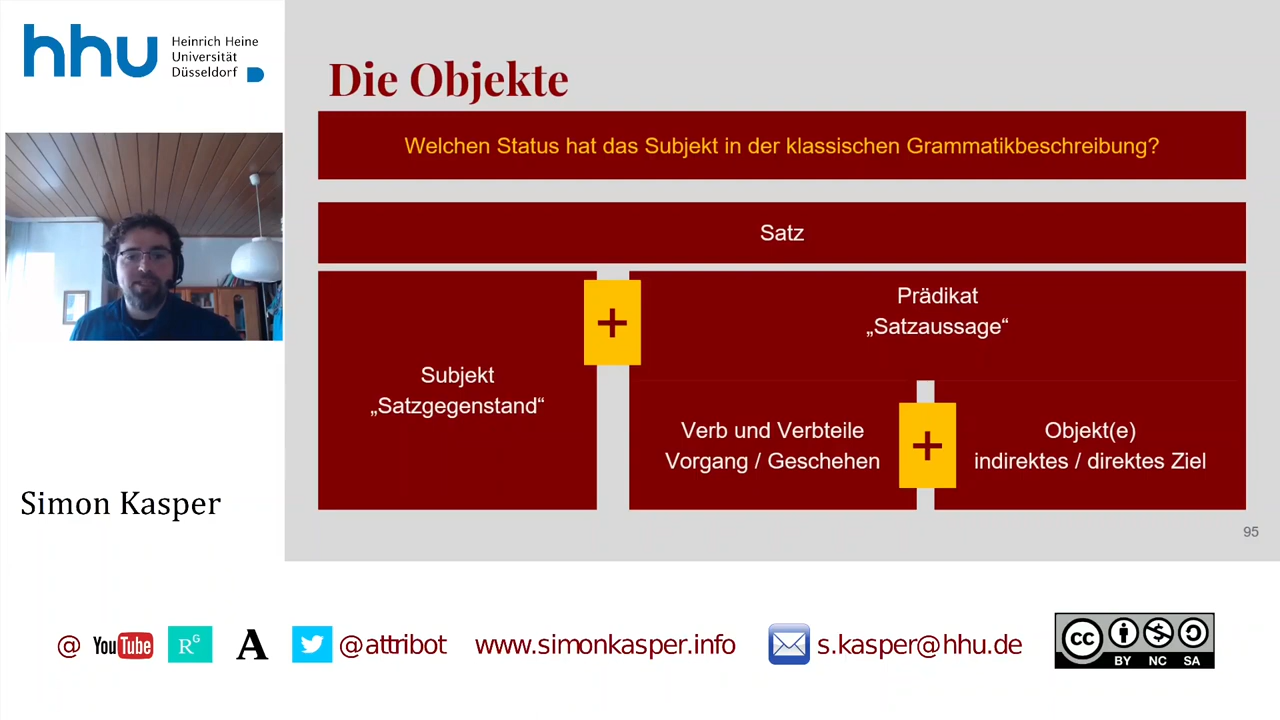 hhu Heinrich Heine
Universität
Düsseldorf
Die Objekte
Welchen Status hat das Subjekt in der klassischen Grammatikbeschreibung?
Satz
Subjekt
„Satzgegenstand“
+
Prädikat
„Satzaussage“
Verb und Verbteile
Vorgang / Geschehen
+
Objekt(e)
indirektes / direktes Ziel
95
Simon Kasper
@ YouTube RG A @attribot www.simonkasper.info s.kasper@hhu.de
cc BY NC SA